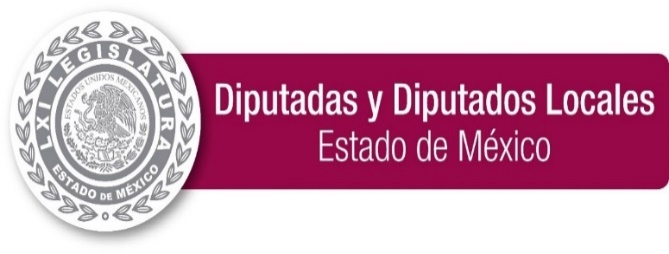 LXI LEGISLATURA
ESTADOS UNIDOS MEXICANOS
ESTADO DE MÉXICO
Diputadas y Diputados Locales
Estado de México